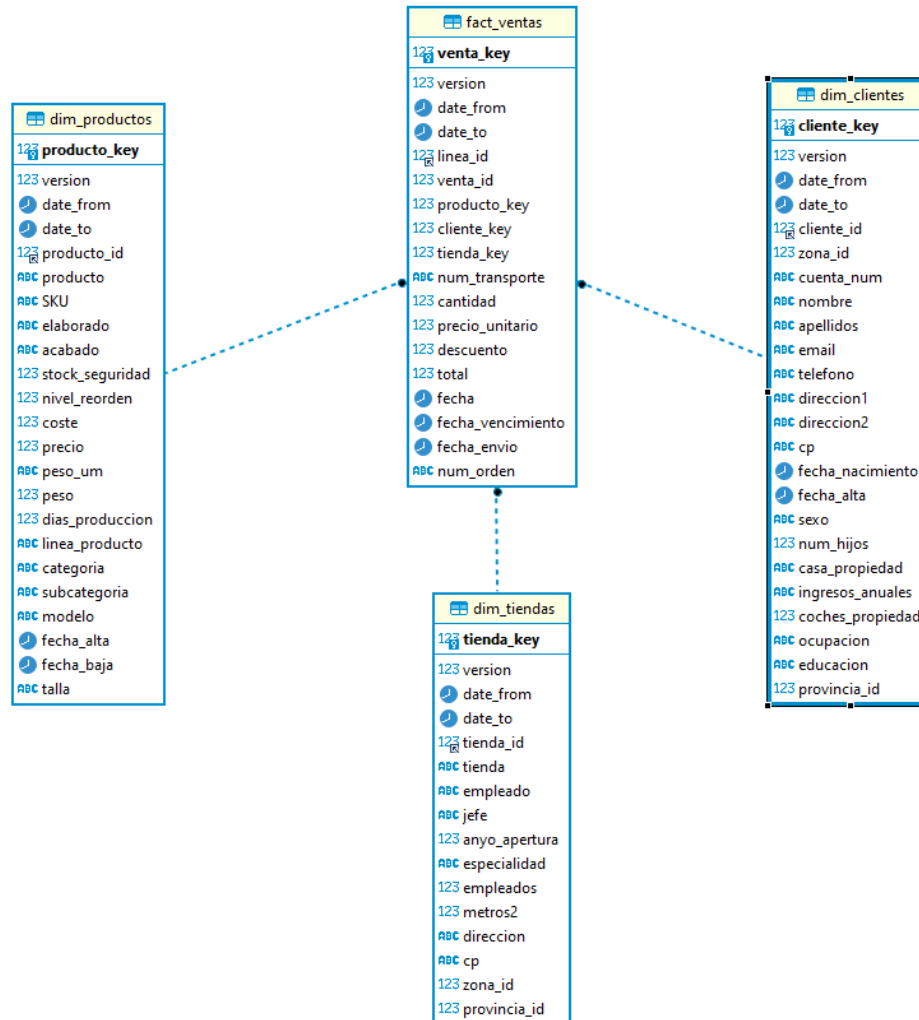 fact_ventas
venta_key
version
date_from
date_to
linea_id
venta_id
producto_key
cliente_key
tienda_key
num_transporte
cantidad
precio_unitario
descuento
total
fecha
fecha_vencimiento
fecha_envio
num_orden
dim_productos
producto_key
version
date_from
date_to
producto_id
producto
SKU
elaborado
acabado
stock_seguridad
nivel_reorden
coste
precio
peso_um
peso
dias_produccion
linea_producto
categoria
subcategoria
modelo
fecha_alta
fecha_baja
talla
dim_clientes
cliente_key
version
date_from
date_to
cliente_id
zona_id
cuenta_num
nombre
apellidos
email
telefono
direccion1
direccion2
cp
fecha_nacimiento
fecha_alta
sexo
num_hijos
casa_propiedad
ingresos_anuales
coches_propiedad
ocupacion
educacion
provincia_id
dim_tiendas
tienda_key
version
date_from
date_to
tienda_id
tienda
empleado
jefe
anyo_apertura
especialidad
empleados
metros2
direccion
cp
zona_id
provincia_id